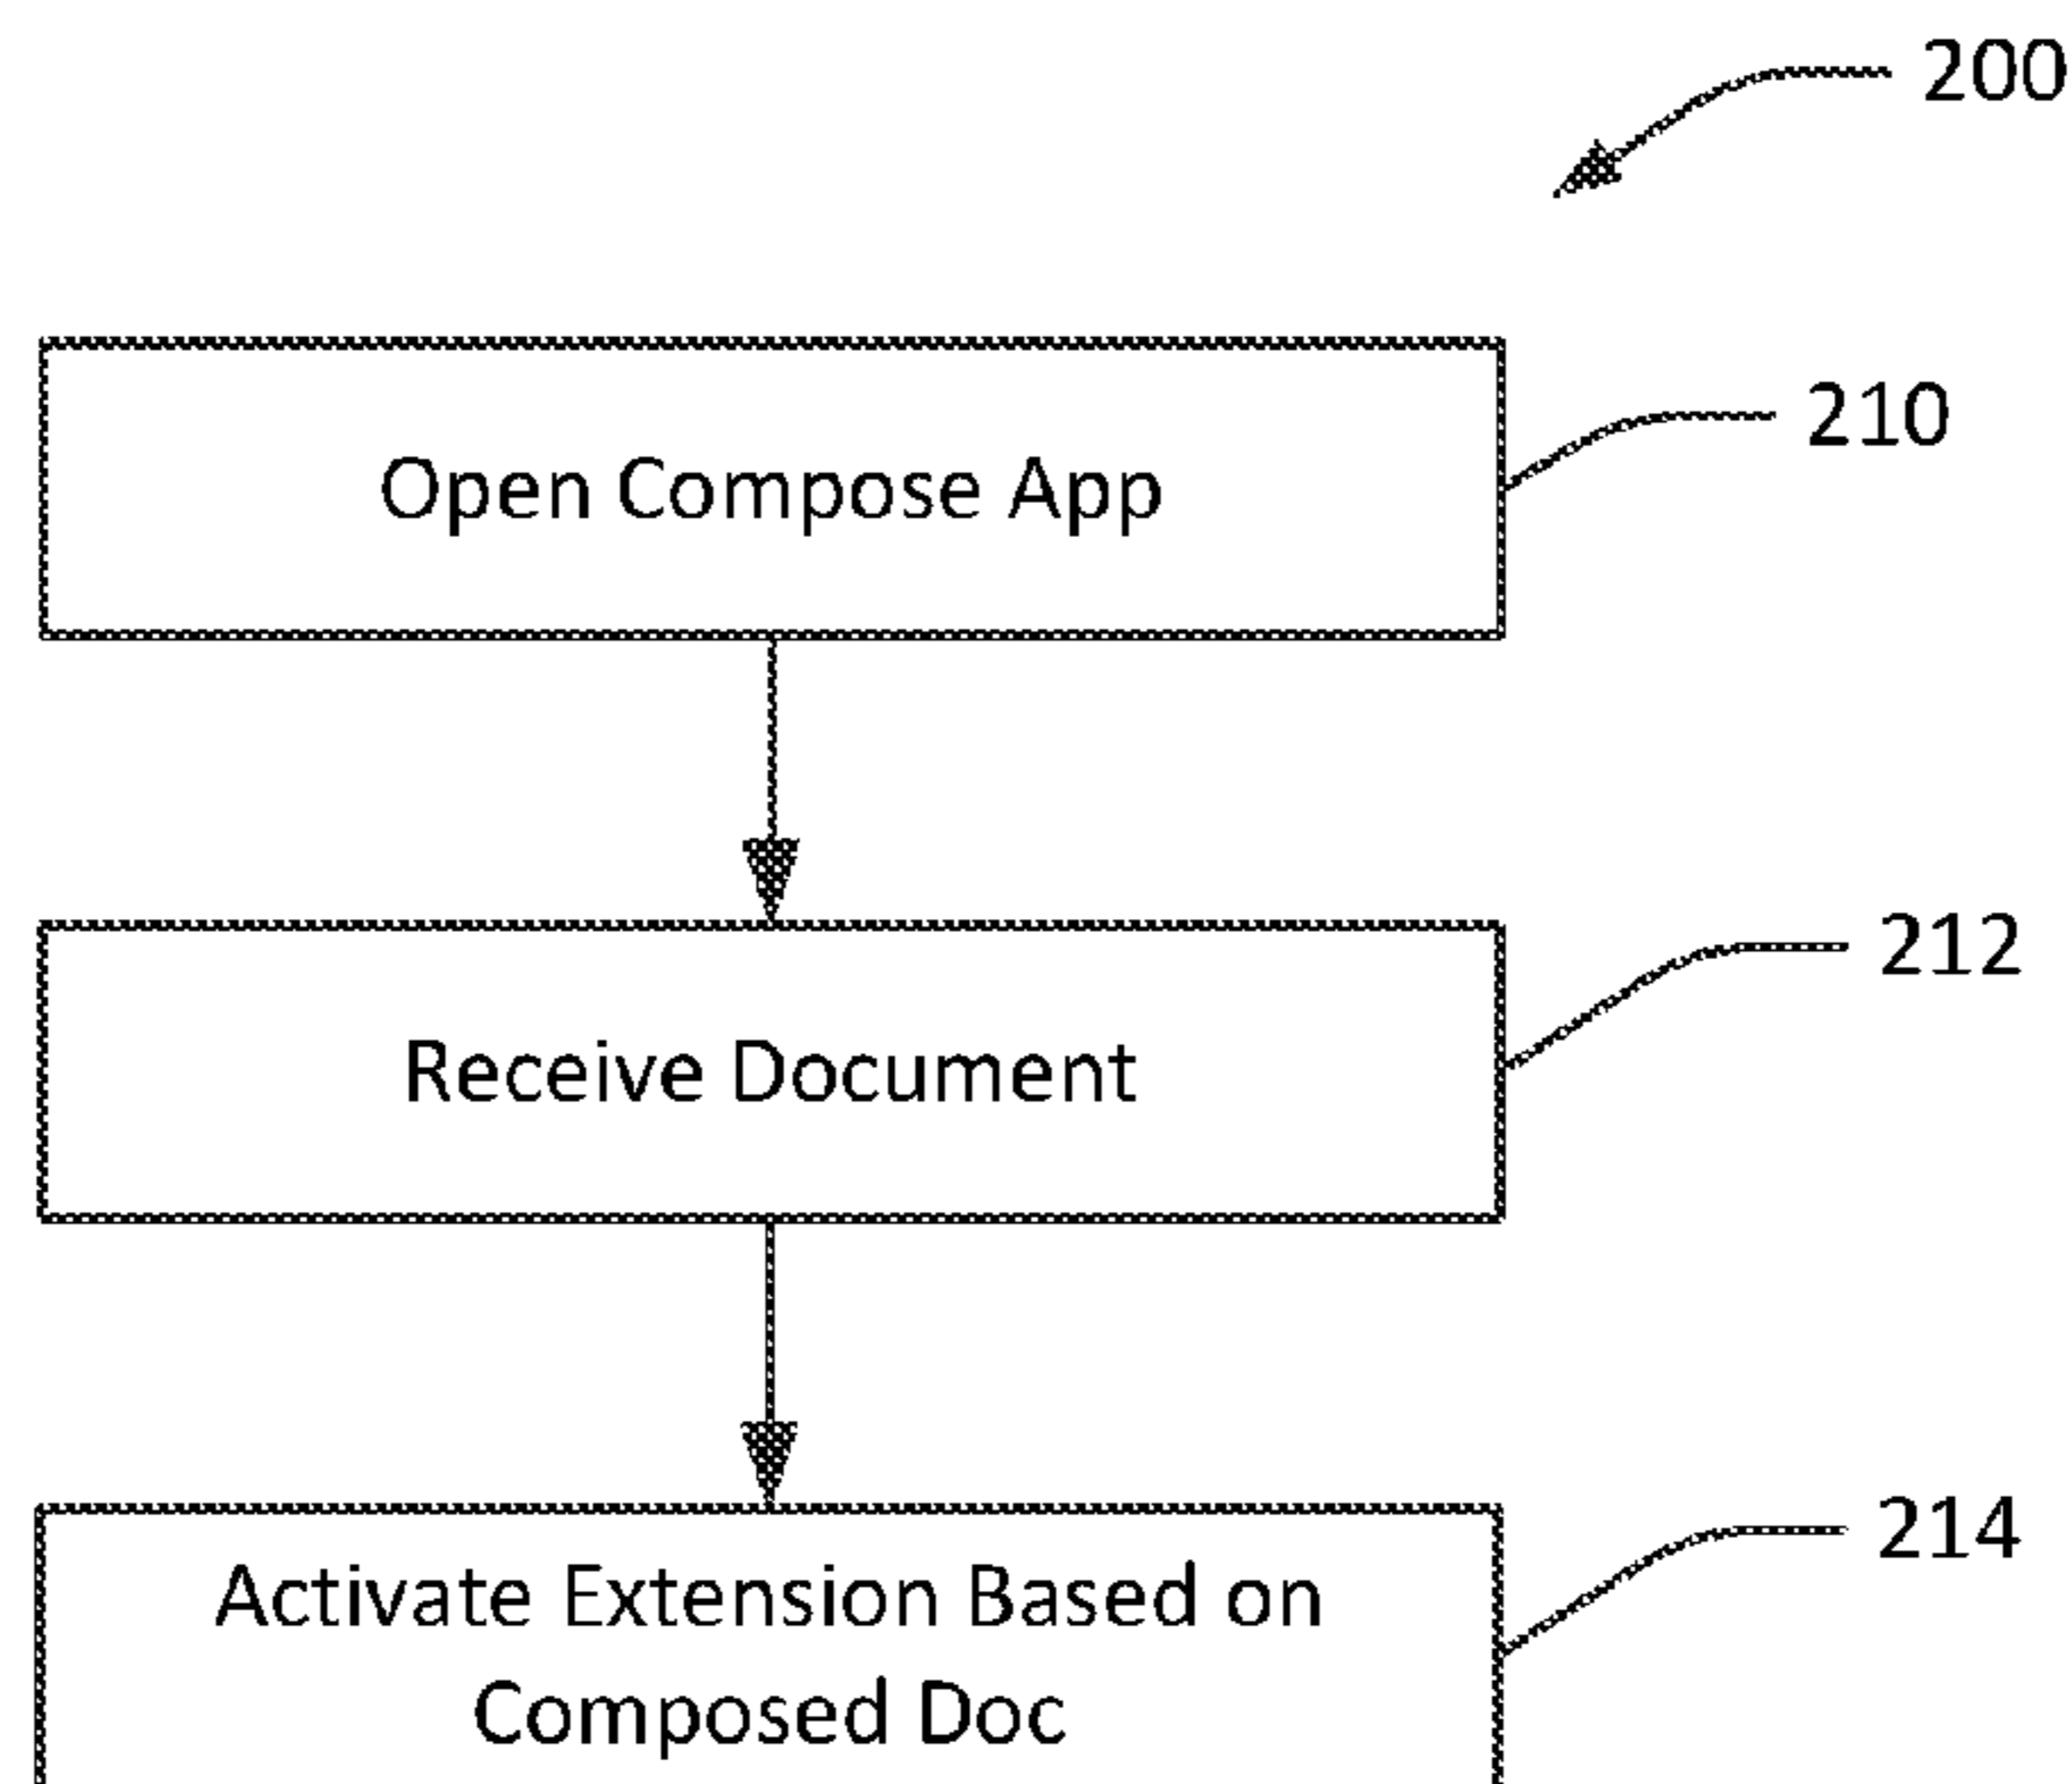 200
Open Compose App
210
Receive Document
212
Activate Extension Based on
Composed Doc
214